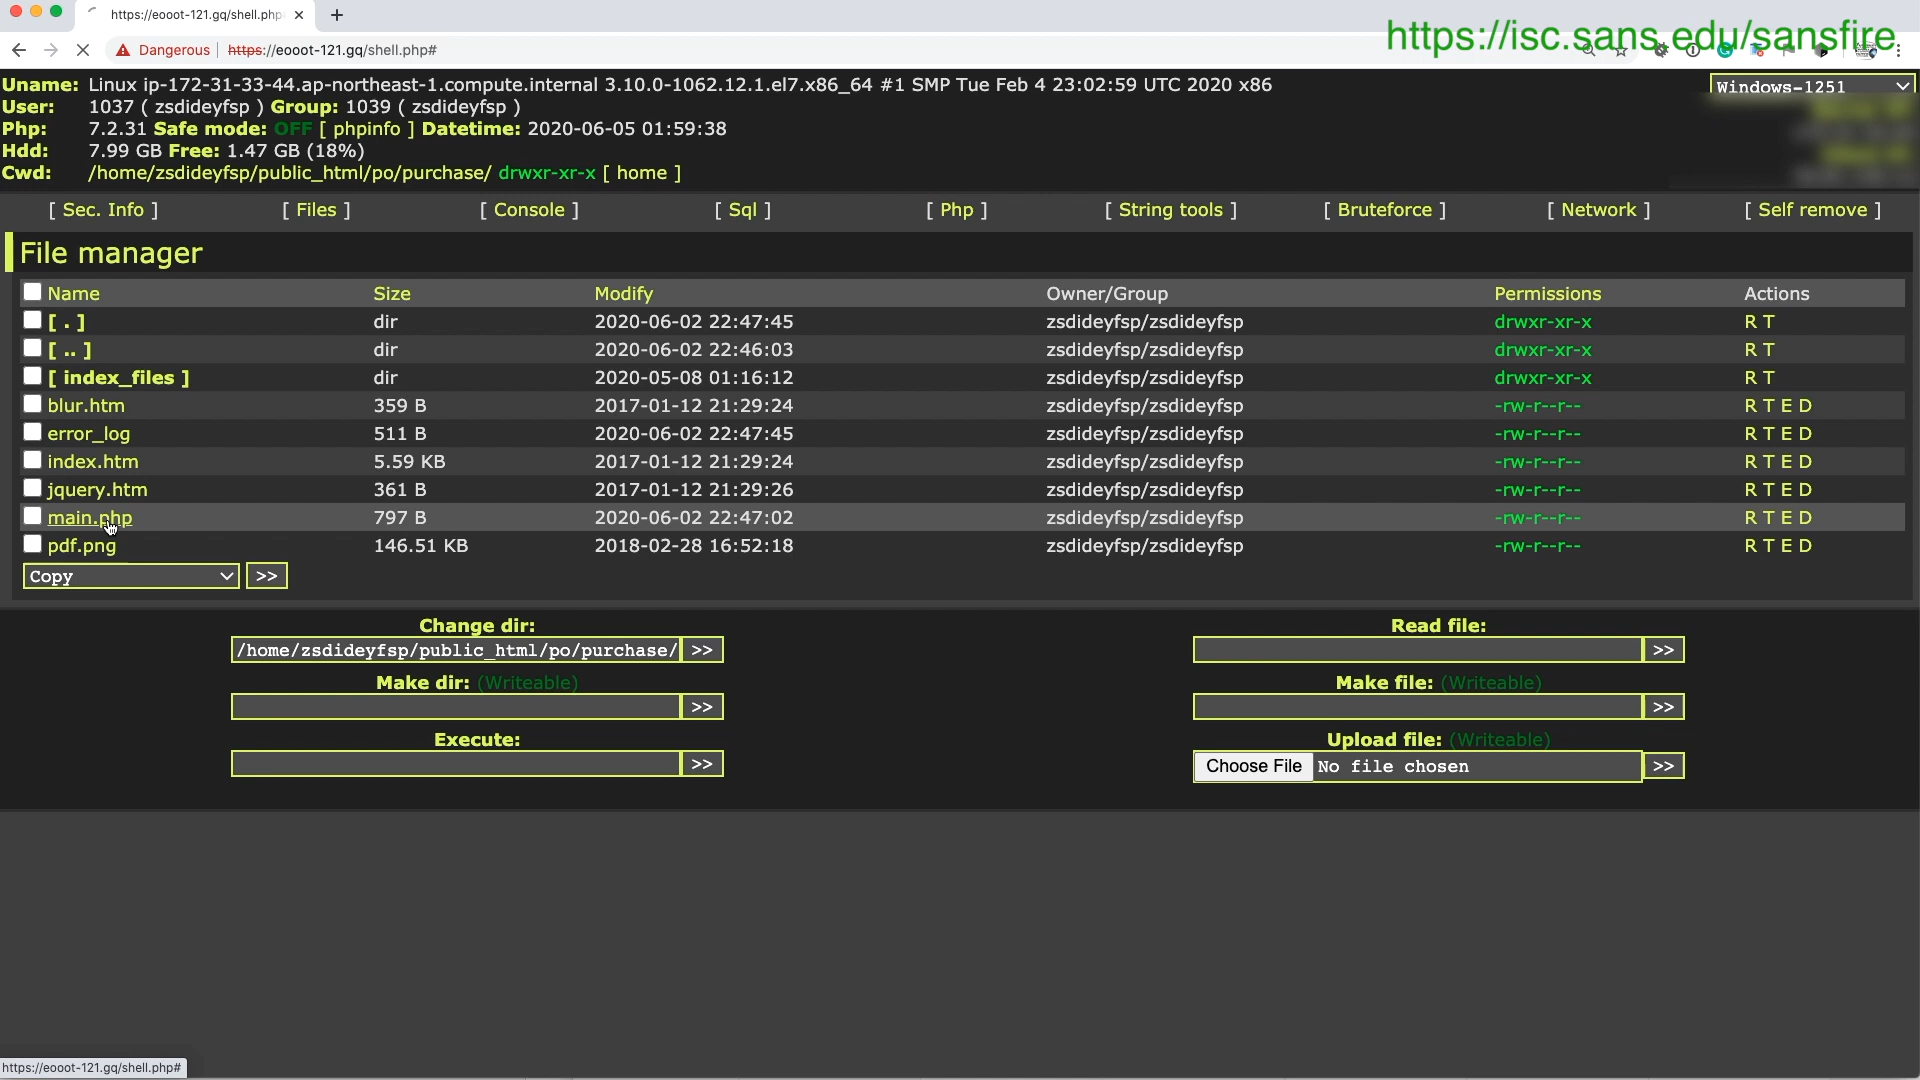 https://eooot-121.gq/shell.php
https://isc.sans.edu/sansfire
Dangerous https://eooot-121.gq/shell.php#
Uname: Linux ip-172-31-33-44.ap-northeast-1.compute.internal 3.10.0-1062.12.1.el7.x86_64 #1 SMP Tue Feb 4 23:02:59 UTC 2020 x86
Windows-1251
User: 1037 ( zsdideyfsp ) Group: 1039 ( zsdideyfsp )
Php: 7.2.31 Safe mode: OFF [ phpinfo ] Datetime: 2020-06-05 01:59:38
Hdd: 7.99 GB Free: 1.47 GB (18%)
Cwd: /home/zsdideyfsp/public_html/po/purchase/ drwxr-xr-x [ home ]
[ Sec. Info ] [ Files ] [ Console ] [ Sql ] [ Php ] [ String tools ] [ Bruteforce ] [ Network ] [ Self remove ]
File manager
Name Size Modify Owner/Group Permissions Actions
[ . ] dir 2020-06-02 22:47:45 zsdideyfsp/zsdideyfsp drwxr-xr-x R T
[ .. ] dir 2020-06-02 22:46:03 zsdideyfsp/zsdideyfsp drwxr-xr-x R T
[ index_files ] dir 2020-05-08 01:16:12 zsdideyfsp/zsdideyfsp drwxr-xr-x R T
blur.htm 359 B 2017-01-12 21:29:24 zsdideyfsp/zsdideyfsp -rw-r--r-- R T E D
error_log 511 B 2020-06-02 22:47:45 zsdideyfsp/zsdideyfsp -rw-r--r-- R T E D
index.htm 5.59 KB 2017-01-12 21:29:24 zsdideyfsp/zsdideyfsp -rw-r--r-- R T E D
jquery.htm 361 B 2017-01-12 21:29:26 zsdideyfsp/zsdideyfsp -rw-r--r-- R T E D
main.php 797 B 2020-06-02 22:47:02 zsdideyfsp/zsdideyfsp -rw-r--r-- R T E D
pdf.png 146.51 KB 2018-02-28 16:52:18 zsdideyfsp/zsdideyfsp -rw-r--r-- R T E D
Copy >>
Change dir: Read file:
/home/zsdideyfsp/public_html/po/purchase/ >> >>
Make dir: (Writeable) Make file: (Writeable)
>> >>
Execute: Upload file: (Writeable)
>> Choose File No file chosen >>
https://eooot-121.gq/shell.php#